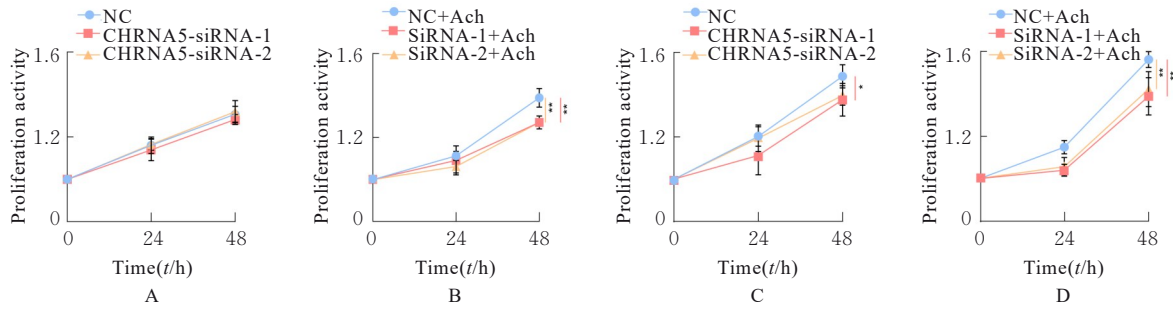 NC
CHRNA5-siRNA-1
CHRNA5-siRNA-2
Proliferation activity
1.6
1.2
0
0 24 48
Time(t/h)
A
NC+Ach
SiRNA-1+Ach
SiRNA-2+Ach
Proliferation activity
1.6
1.2
0
0 24 48
** **
Time(t/h)
B
NC
CHRNA5-siRNA-1
CHRNA5-siRNA-2
Proliferation activity
1.6
1.2
0
0 24 48
*
Time(t/h)
C
NC+Ach
SiRNA-1+Ach
SiRNA-2+Ach
Proliferation activity
1.6
1.2
0
0 24 48
** **
Time(t/h)
D